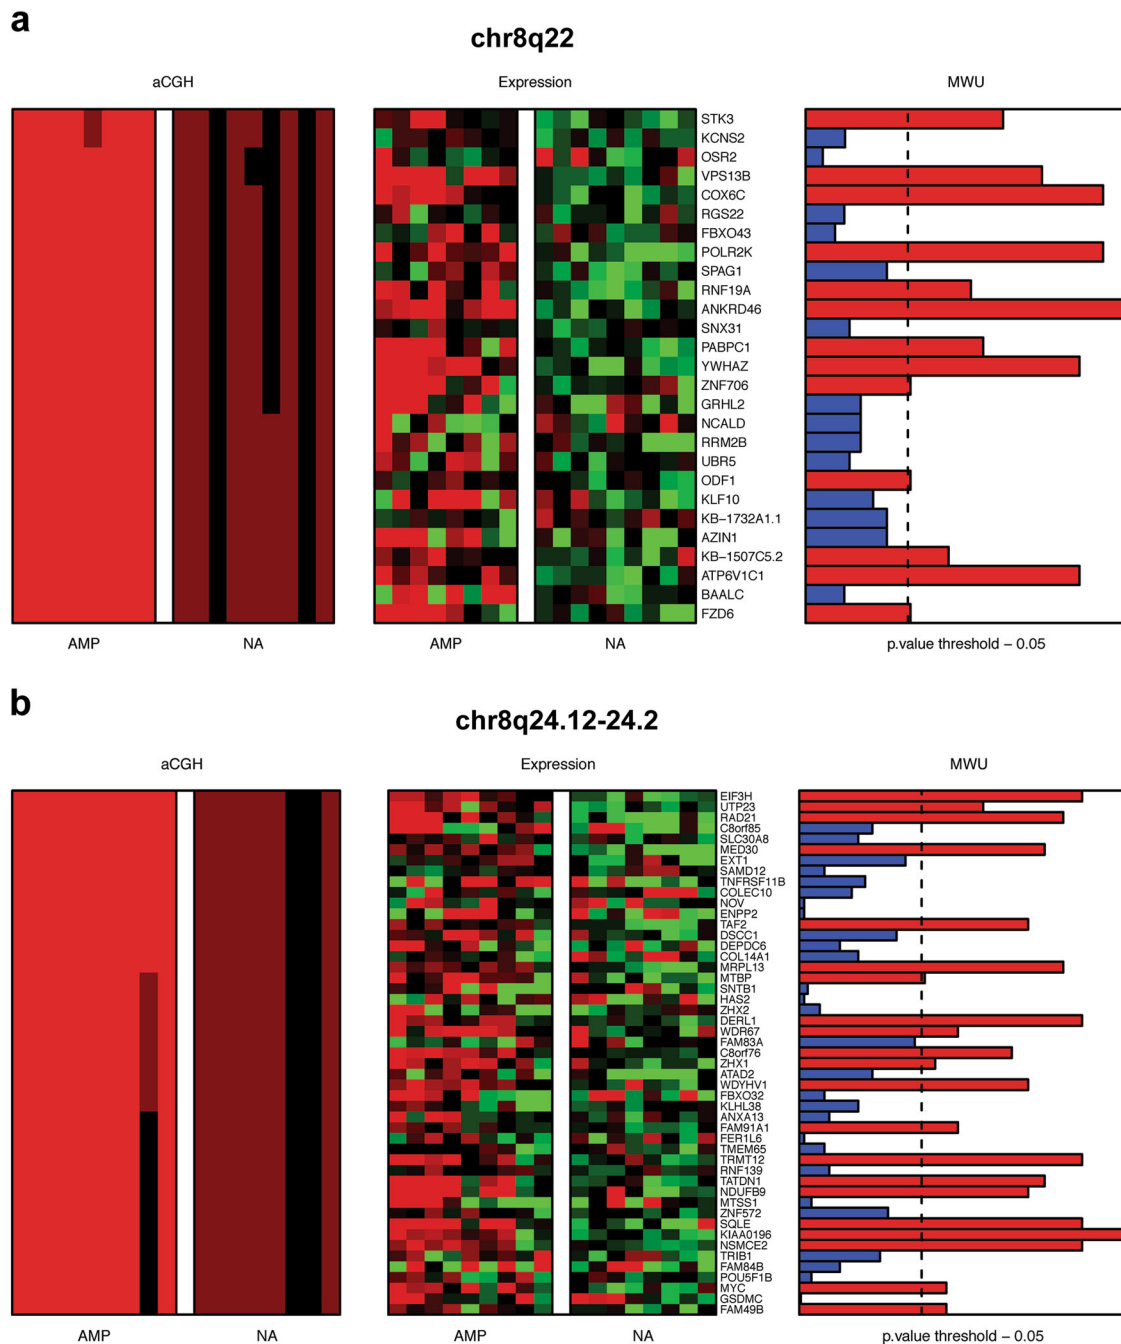 a
chr8q22
aCGH Expression MWU
STK3
KCNS2
OSR2
VPS13B
COX6C
RGS22
FBXO43
POLR2K
SPAG1
RNF19A
ANKRD46
SNX31
PABPC1
YWHAZ
ZNF706
GRHL2
NCALD
RRM2B
UBR5
ODF1
KLF10
KB−1732A1.1
AZIN1
KB−1507C5.2
ATP6V1C1
BAALC
FZD6
AMP NA AMP NA p.value threshold − 0.05
b
chr8q24.12-24.2
aCGH Expression MWU
EIF3H
UTP23
RAD21
C8orf85
SLC30A8
MED30
EXT1
SAMD12
TNFRSF11B
COLEC10
NOV
ENPP2
TAF2
DSCC1
DEPDC6
COL14A1
MRPL13
MTBP
SNTB1
HAS2
ZHX2
DERL1
WDR67
FAM83A
C8orf76
ZHX1
ATAD2
WDYHV1
FBXO32
KLHL38
ANXA13
FAM91A1
FER1L6
TMEM65
TRMT12
RNF139
TATDN1
NDUFB9
MTSS1
ZNF572
SQLE
KIAA0196
NSMCE2
TRIB1
FAM84B
POU5F1B
MYC
GSDMC
FAM49B
AMP NA AMP NA p.value threshold − 0.05